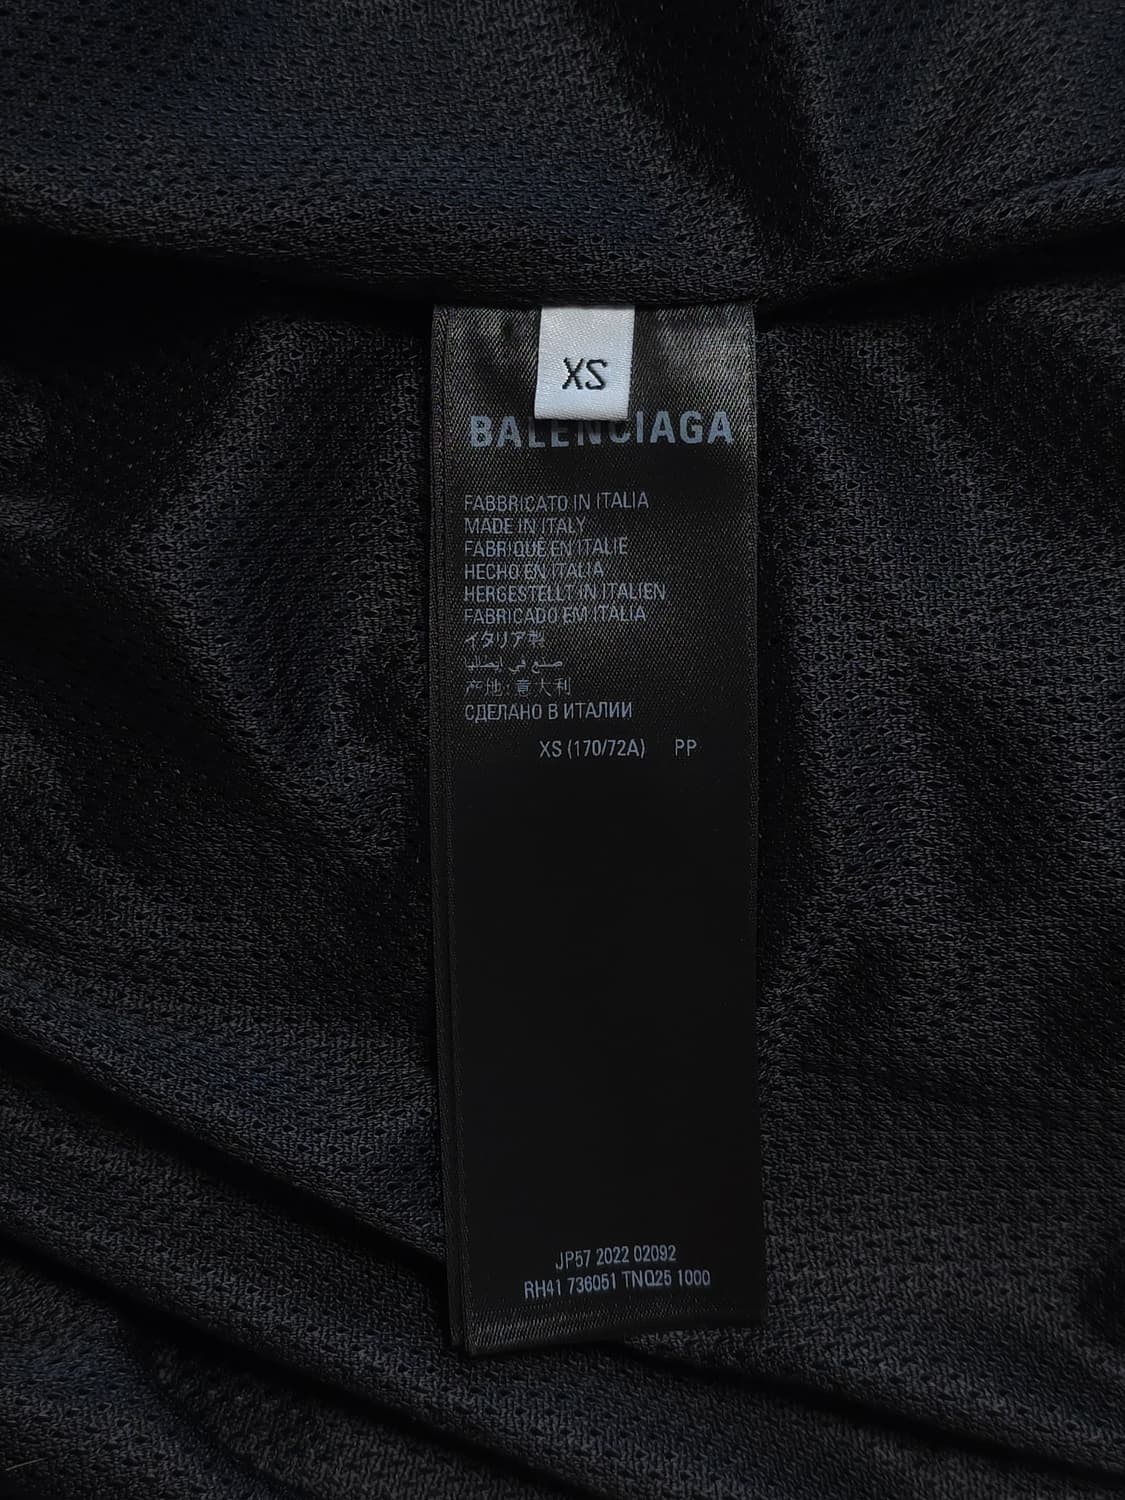 XS
BALENCIAGA
FABBRICATO IN ITALIA
MADE IN ITALY
FABRIQUE EN ITALIE
HECHO EN ITALIA
HERGESTELLT IN ITALIEN
FABRICADO EM ITALIA
イタリア製
صنع في إيطاليا
产地:意大利
СДЕЛАНО В ИТАЛИИ
XS (170/72A) PP
JP57 2022 02092
RH41 736051 TNQ25 1000